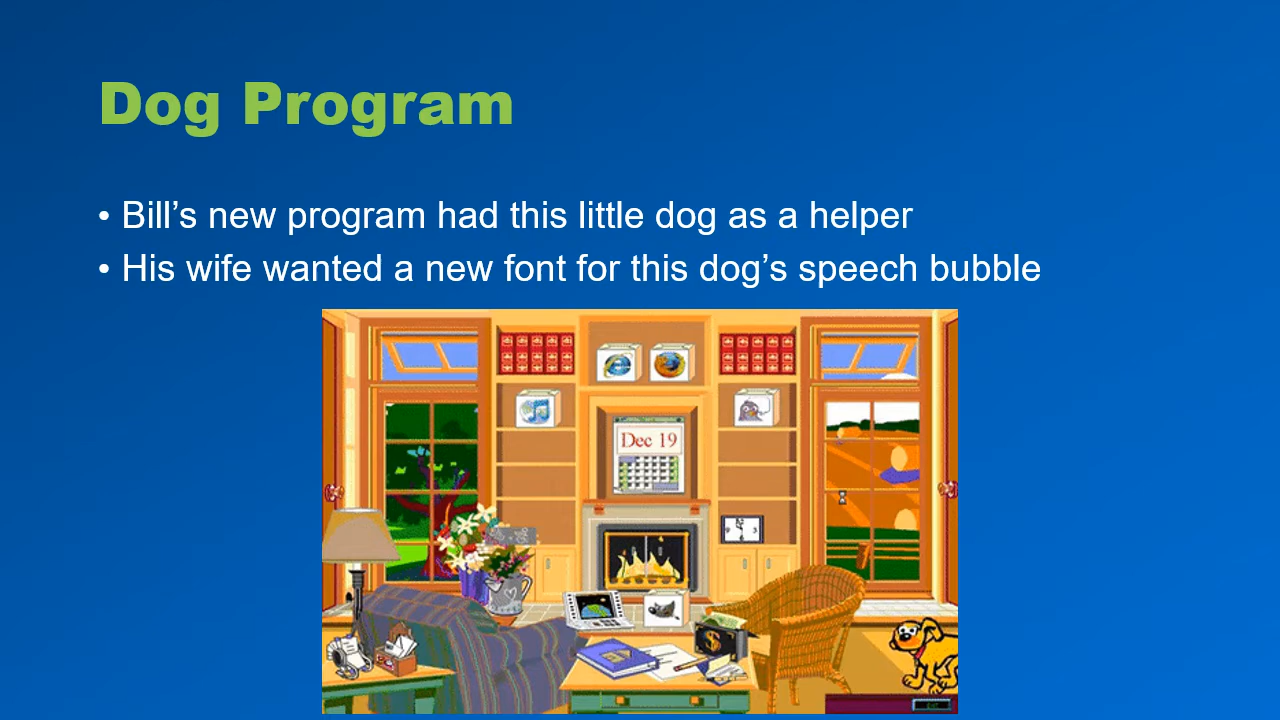 Dog Program
• Bill’s new program had this little dog as a helper
• His wife wanted a new font for this dog’s speech bubble
Dec 19